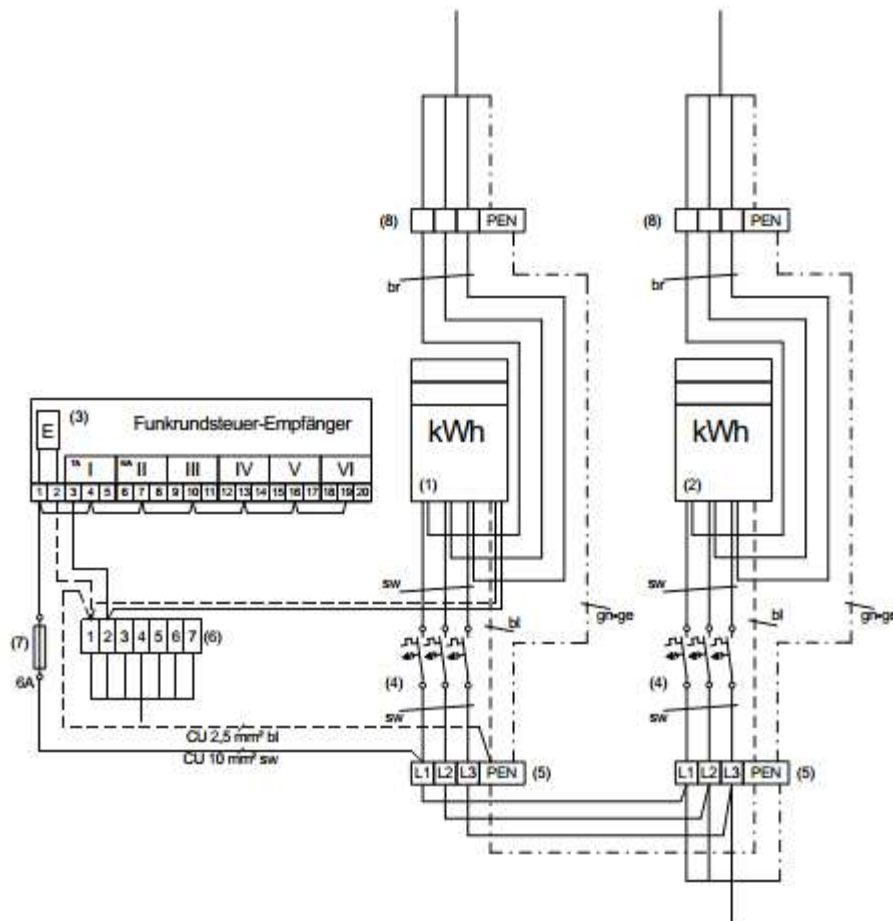 (8) PEN
(8) PEN
br
br
(3) Funkrundsteuer-Empfänger
E
kWh
kWh
TA I NA II III IV V VI
(1)
(2)
1 2 3 4 5 6 7 8 9 10 11 12 13 14 15 16 17 18 19 20
sw
sw
gn-ge
gn-ge
bl
bl
1 2 3 4 5 6 7 (6)
(7)
6A
(4)
(4)
sw
sw
CU 2,5 mm² bl
CU 10 mm² sw
L1 L2 L3 PEN (5)
L1 L2 L3 PEN (5)